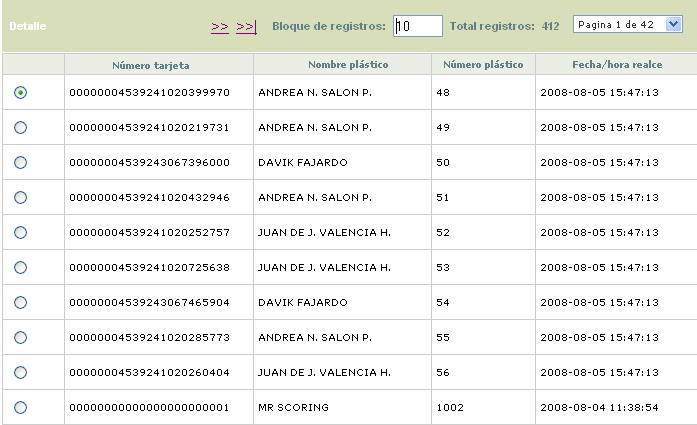 Detalle >> >>| Bloque de registros: 10 Total registros: 412 Pagina 1 de 42
Número tarjeta Nombre plástico Número plástico Fecha/hora realce
00000004539241020399970 ANDREA N. SALON P. 48 2008-08-05 15:47:13
00000004539241020219731 ANDREA N. SALON P. 49 2008-08-05 15:47:13
00000004539243067396000 DAVIK FAJARDO 50 2008-08-05 15:47:13
00000004539241020432946 ANDREA N. SALON P. 51 2008-08-05 15:47:13
00000004539241020252757 JUAN DE J. VALENCIA H. 52 2008-08-05 15:47:13
00000004539241020725638 JUAN DE J. VALENCIA H. 53 2008-08-05 15:47:13
00000004539243067465904 DAVIK FAJARDO 54 2008-08-05 15:47:13
00000004539241020285773 ANDREA N. SALON P. 55 2008-08-05 15:47:13
00000004539241020260404 JUAN DE J. VALENCIA H. 56 2008-08-05 15:47:13
00000000000000000000001 MR SCORING 1002 2008-08-04 11:38:54